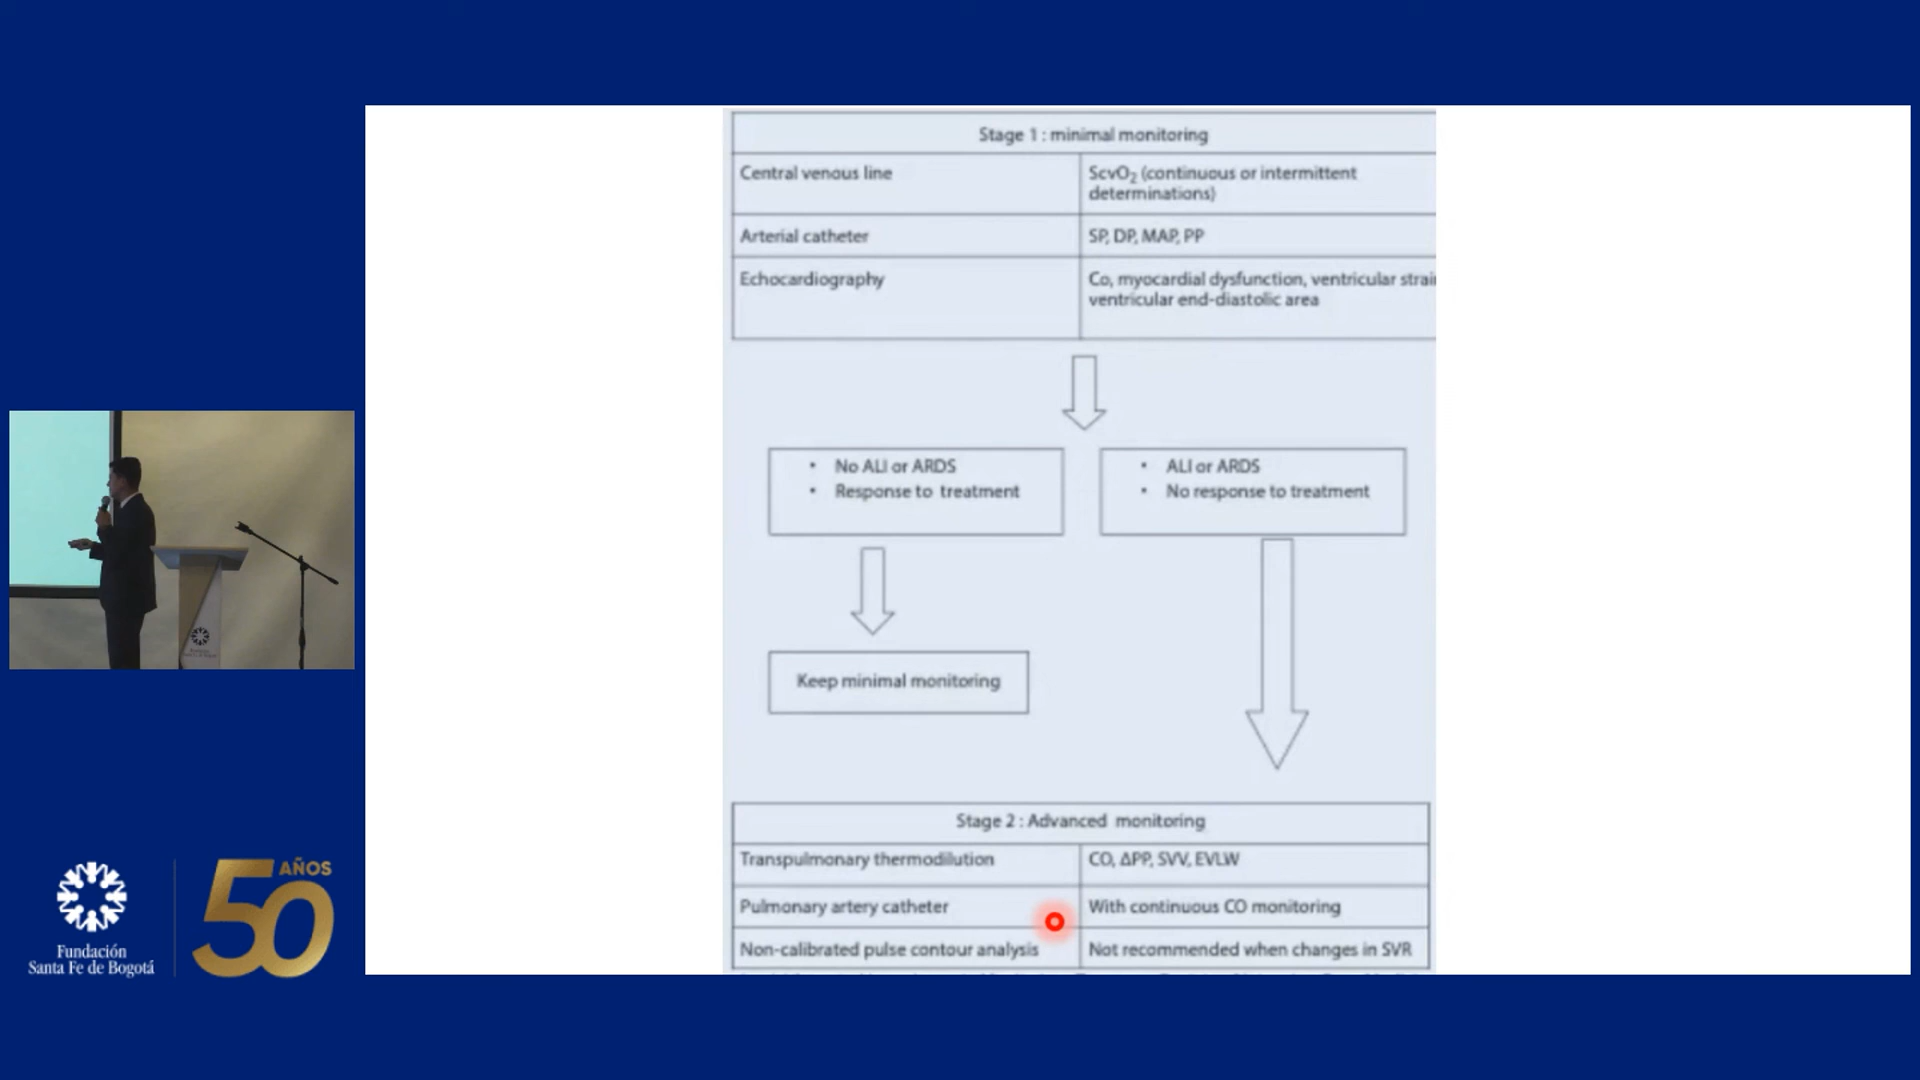 Stage 1 : minimal monitoring
Central venous line
ScvO₂ (continuous or intermittent
determinations)
Arterial catheter
SP, DP, MAP, PP
Echocardiography
Co, myocardial dysfunction, ventricular strai
ventricular end-diastolic area
• No ALI or ARDS
• Response to treatment
• ALI or ARDS
• No response to treatment
Keep minimal monitoring
Stage 2 : Advanced monitoring
Transpulmonary thermodilution
CO, ΔPP, SVV, EVLW
Pulmonary artery catheter
With continuous CO monitoring
Non-calibrated pulse contour analysis
Not recommended when changes in SVR
Fundación
Santa Fe de Bogotá
50 AÑOS